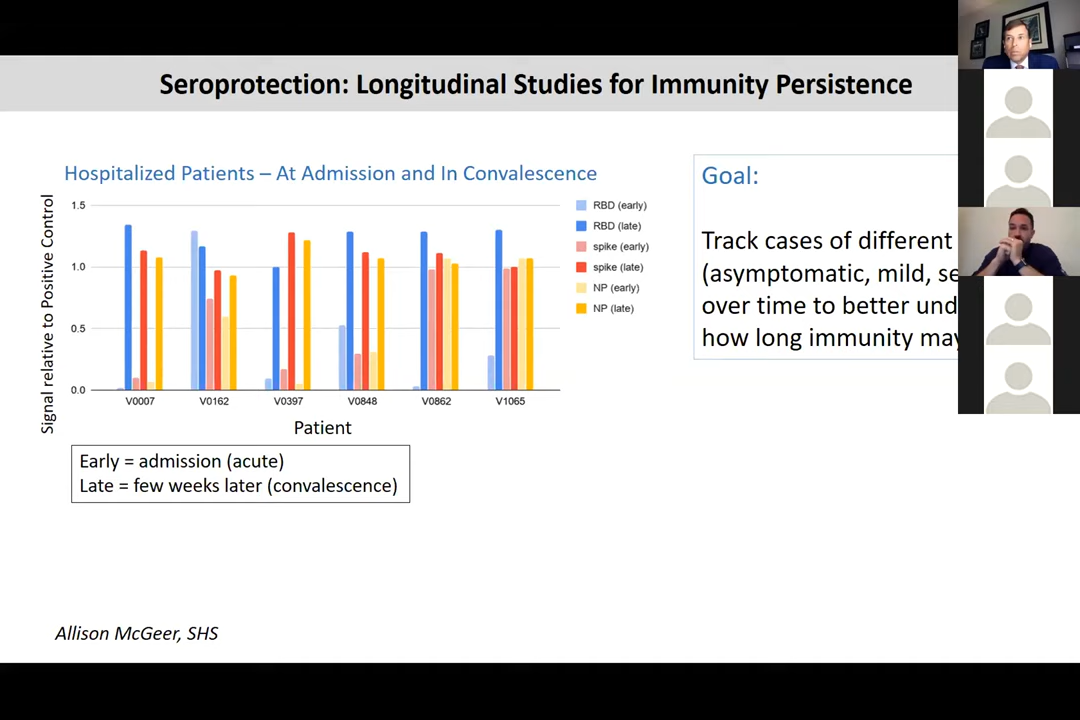 Seroprotection: Longitudinal Studies for Immunity Persistence
Hospitalized Patients – At Admission and In Convalescence
Signal relative to Positive Control
1.5
1.0
0.5
0.0
V0007 V0162 V0397 V0848 V0862 V1065
Patient
RBD (early)
RBD (late)
spike (early)
spike (late)
NP (early)
NP (late)
Early = admission (acute)
Late = few weeks later (convalescence)
Goal:
Track cases of different
(asymptomatic, mild, se
over time to better und
how long immunity may
Allison McGeer, SHS